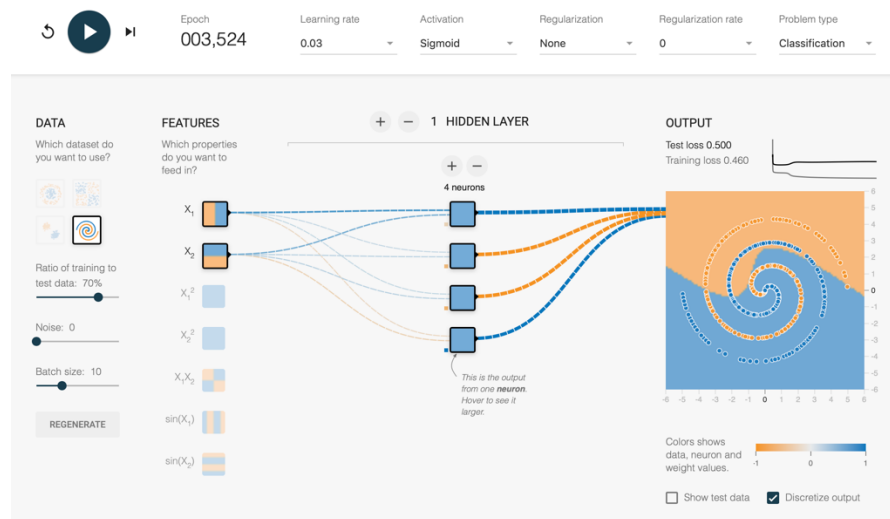 Epoch
003,524
Learning rate
0.03
Activation
Sigmoid
Regularization
None
Regularization rate
0
Problem type
Classification
DATA
Which dataset do
you want to use?
Ratio of training to
test data: 70%
Noise: 0
Batch size: 10
REGENERATE
FEATURES
Which properties
do you want to
feed in?
X₁
X₂
X₁²
X₂²
X₁X₂
sin(X₁)
sin(X₂)
+ − 1 HIDDEN LAYER
+ −
4 neurons
This is the output
from one neuron.
Hover to see it
larger.
OUTPUT
Test loss 0.500
Training loss 0.460
6
5
4
3
2
1
0
-1
-2
-3
-4
-5
-6
-6 -5 -4 -3 -2 -1 0 1 2 3 4 5 6
Colors shows
data, neuron and
weight values.
-1 0 1
Show test data
Discretize output